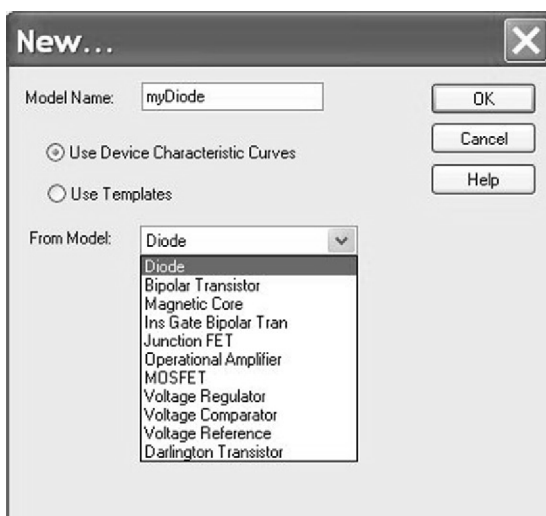 New...
Model Name: myDiode
OK
Use Device Characteristic Curves
Cancel
Use Templates
Help
From Model: Diode
Diode
Bipolar Transistor
Magnetic Core
Ins Gate Bipolar Tran
Junction FET
Operational Amplifier
MOSFET
Voltage Regulator
Voltage Comparator
Voltage Reference
Darlington Transistor